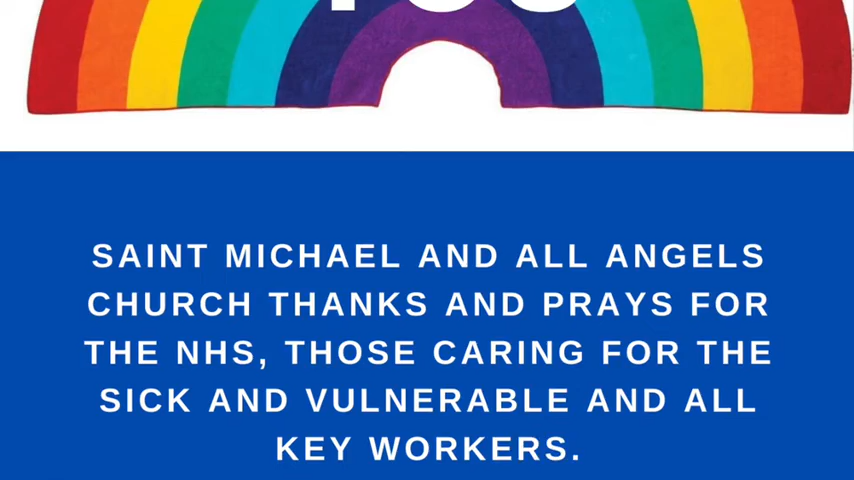 SAINT MICHAEL AND ALL ANGELS
CHURCH THANKS AND PRAYS FOR
THE NHS, THOSE CARING FOR THE
SICK AND VULNERABLE AND ALL
KEY WORKERS.